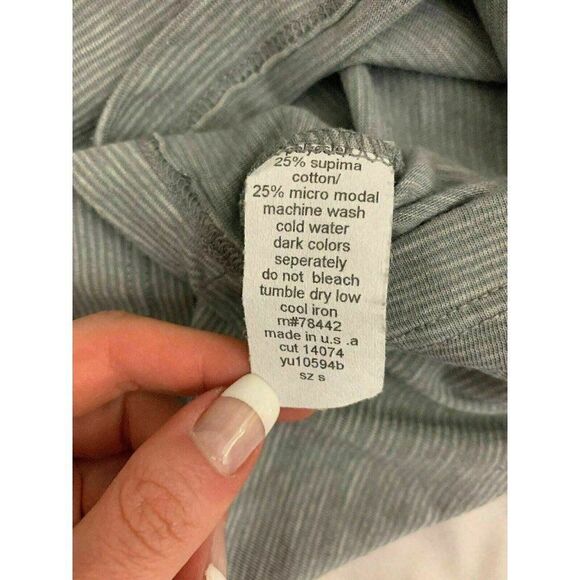 polyester
25% supima
cotton/
25% micro modal
machine wash
cold water
dark colors
seperately
do not bleach
tumble dry low
cool iron
m#78442
made in u.s .a
cut 14074
yu10594b
sz s